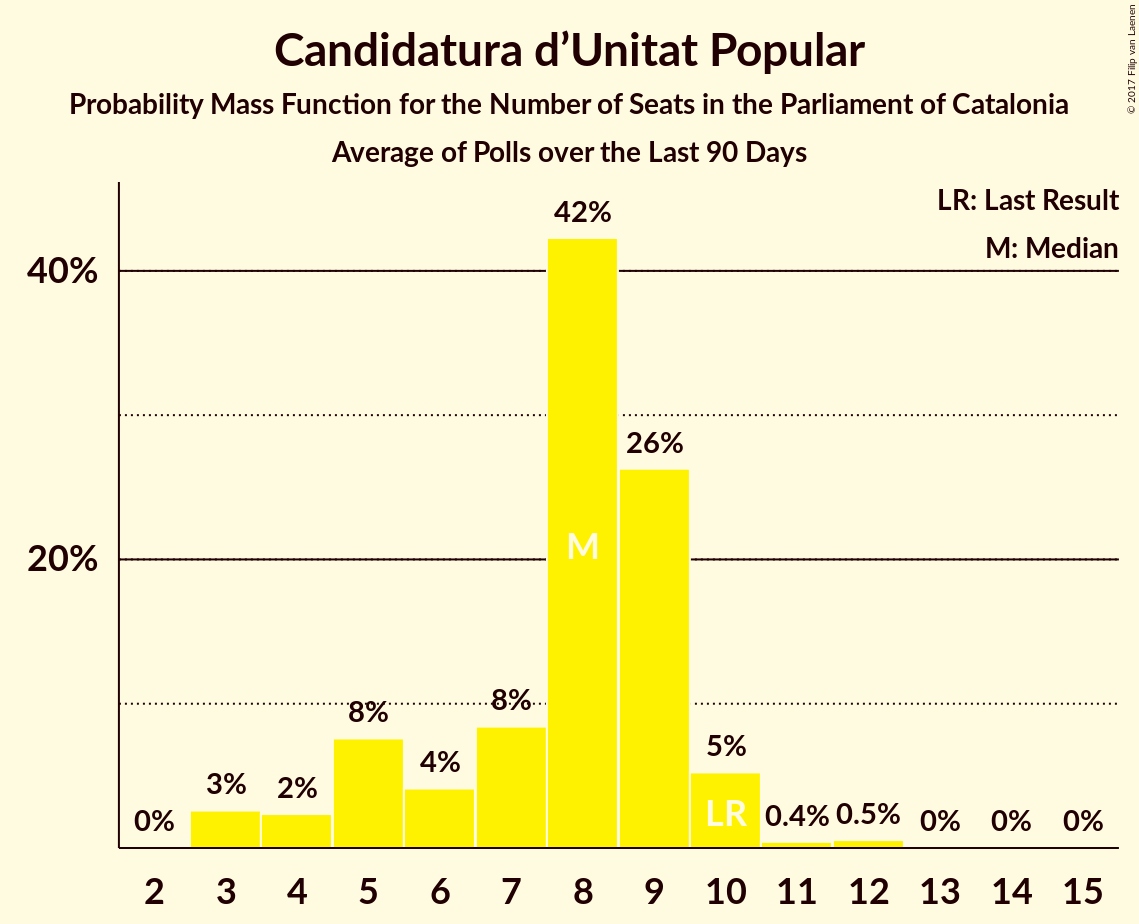 Candidatura d’Unitat Popular
Probability Mass Function for the Number of Seats in the Parliament of Catalonia
Average of Polls over the Last 90 Days
© 2017 Filip van Laenen
LR: Last Result
M: Median
40%
20%
0%
3%
2%
8%
4%
8%
42%
26%
5%
0.4%
0.5%
0%
0%
0%
M
LR
2 3 4 5 6 7 8 9 10 11 12 13 14 15